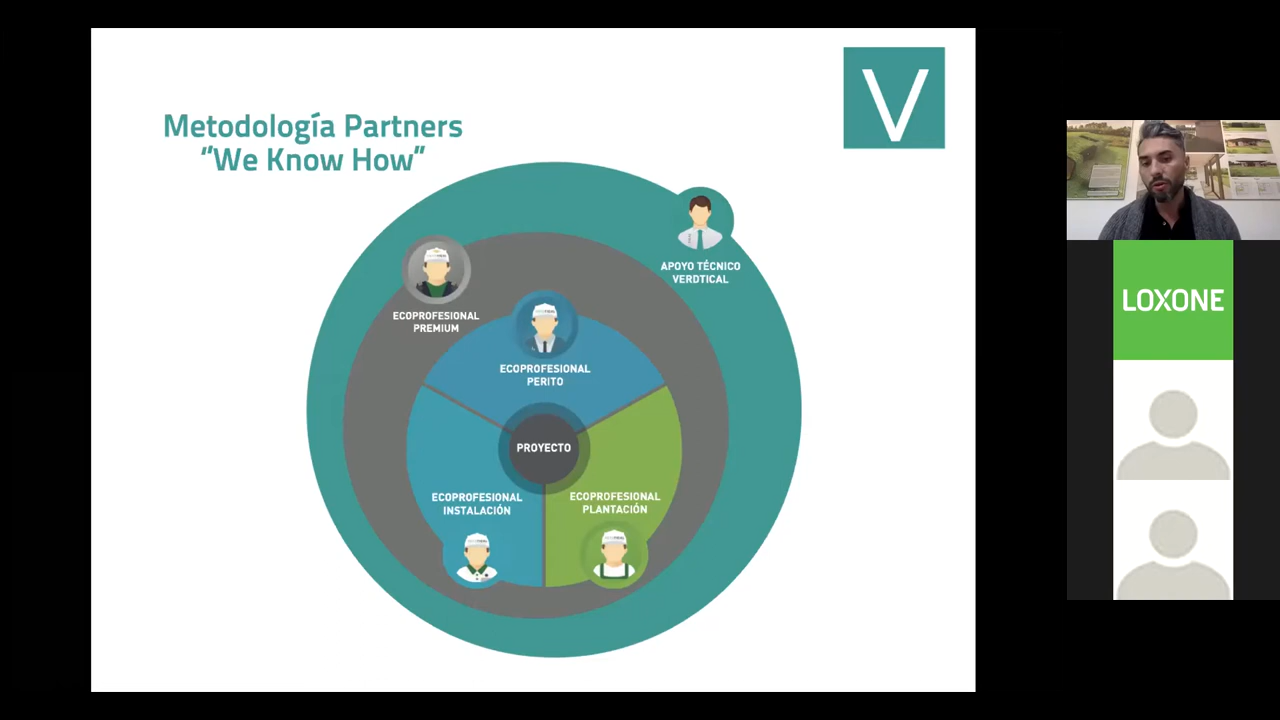 Metodología Partners
“We Know How”
V
APOYO TÉCNICO
VERDTICAL
ECOPROFESIONAL
PREMIUM
ECOPROFESIONAL
PERITO
PROYECTO
ECOPROFESIONAL
INSTALACIÓN
ECOPROFESIONAL
PLANTACIÓN
LOXONE